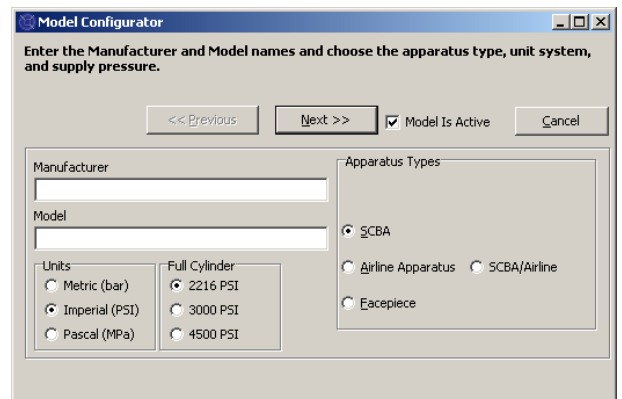 Model Configurator
Enter the Manufacturer and Model names and choose the apparatus type, unit system,
and supply pressure.
<< Previous
Next >>
Model Is Active
Cancel
Manufacturer
Model
Units
Metric (bar)
Imperial (PSI)
Pascal (MPa)
Full Cylinder
2216 PSI
3000 PSI
4500 PSI
Apparatus Types
SCBA
Airline Apparatus SCBA/Airline
Facepiece